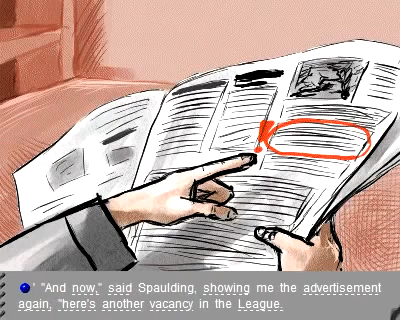 ' "And now," said Spaulding, showing me the advertisement
again, "here's another vacancy in the League.